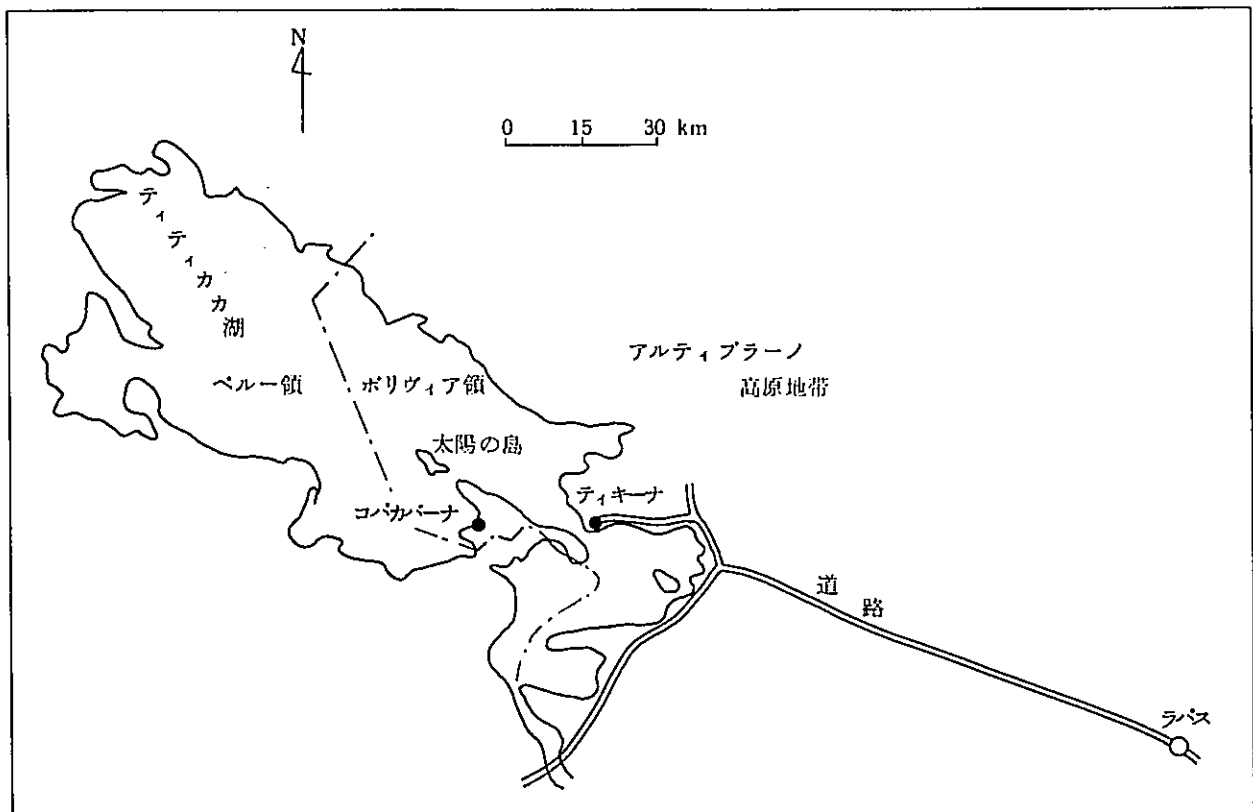 N
0 15 30 km
ティティカカ湖
アルティプラーノ
高原地帯
ペルー領
ボリヴィア領
太陽の島
ティキーナ
コパカバーナ
道路
ラパス